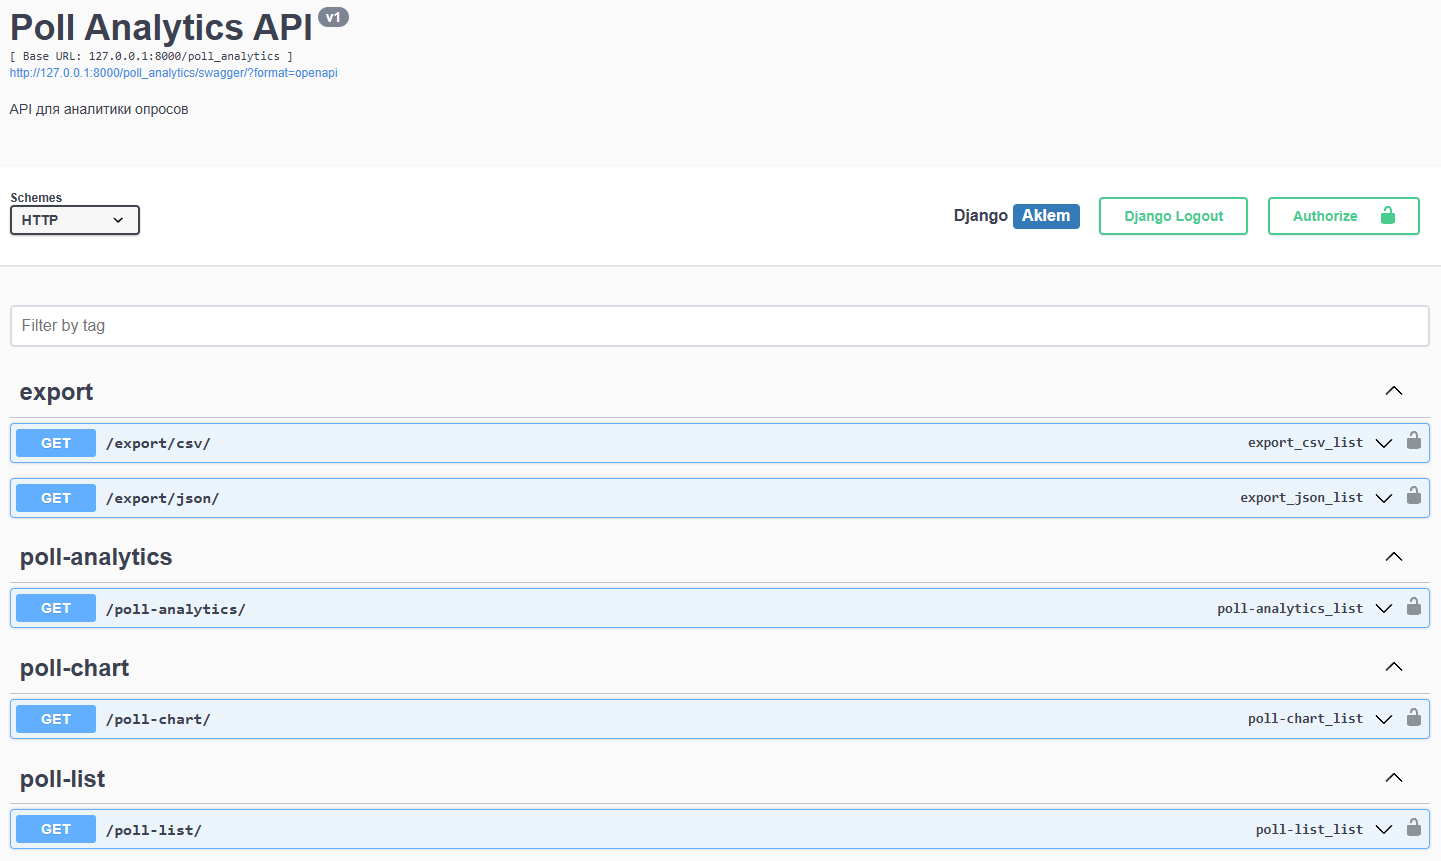 Poll Analytics API v1
[ Base URL: 127.0.0.1:8000/poll_analytics ]
http://127.0.0.1:8000/poll_analytics/swagger/?format=openapi
API для аналитики опросов
Schemes
HTTP
Django Aklem
Django Logout
Authorize
Filter by tag
export
GET /export/csv/ export_csv_list
GET /export/json/ export_json_list
poll-analytics
GET /poll-analytics/ poll-analytics_list
poll-chart
GET /poll-chart/ poll-chart_list
poll-list
GET /poll-list/ poll-list_list